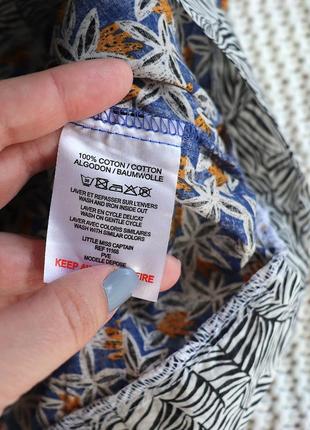 100% COTON / COTTON
ALGODON / BAUMWOLLE
30
LAVER ET REPASSER SUR L'ENVERS
WASH AND IRON INSIDE OUT
LAVER EN CYCLE DELICAT
WASH ON GENTLE CYCLE
LAVER AVEC COLORIS SIMILAIRES
WASH WITH SIMILAR COLORS
LITTLE MISS CAPTAIN
REF 11166
PVE
MODELE DEPOSE
KEEP